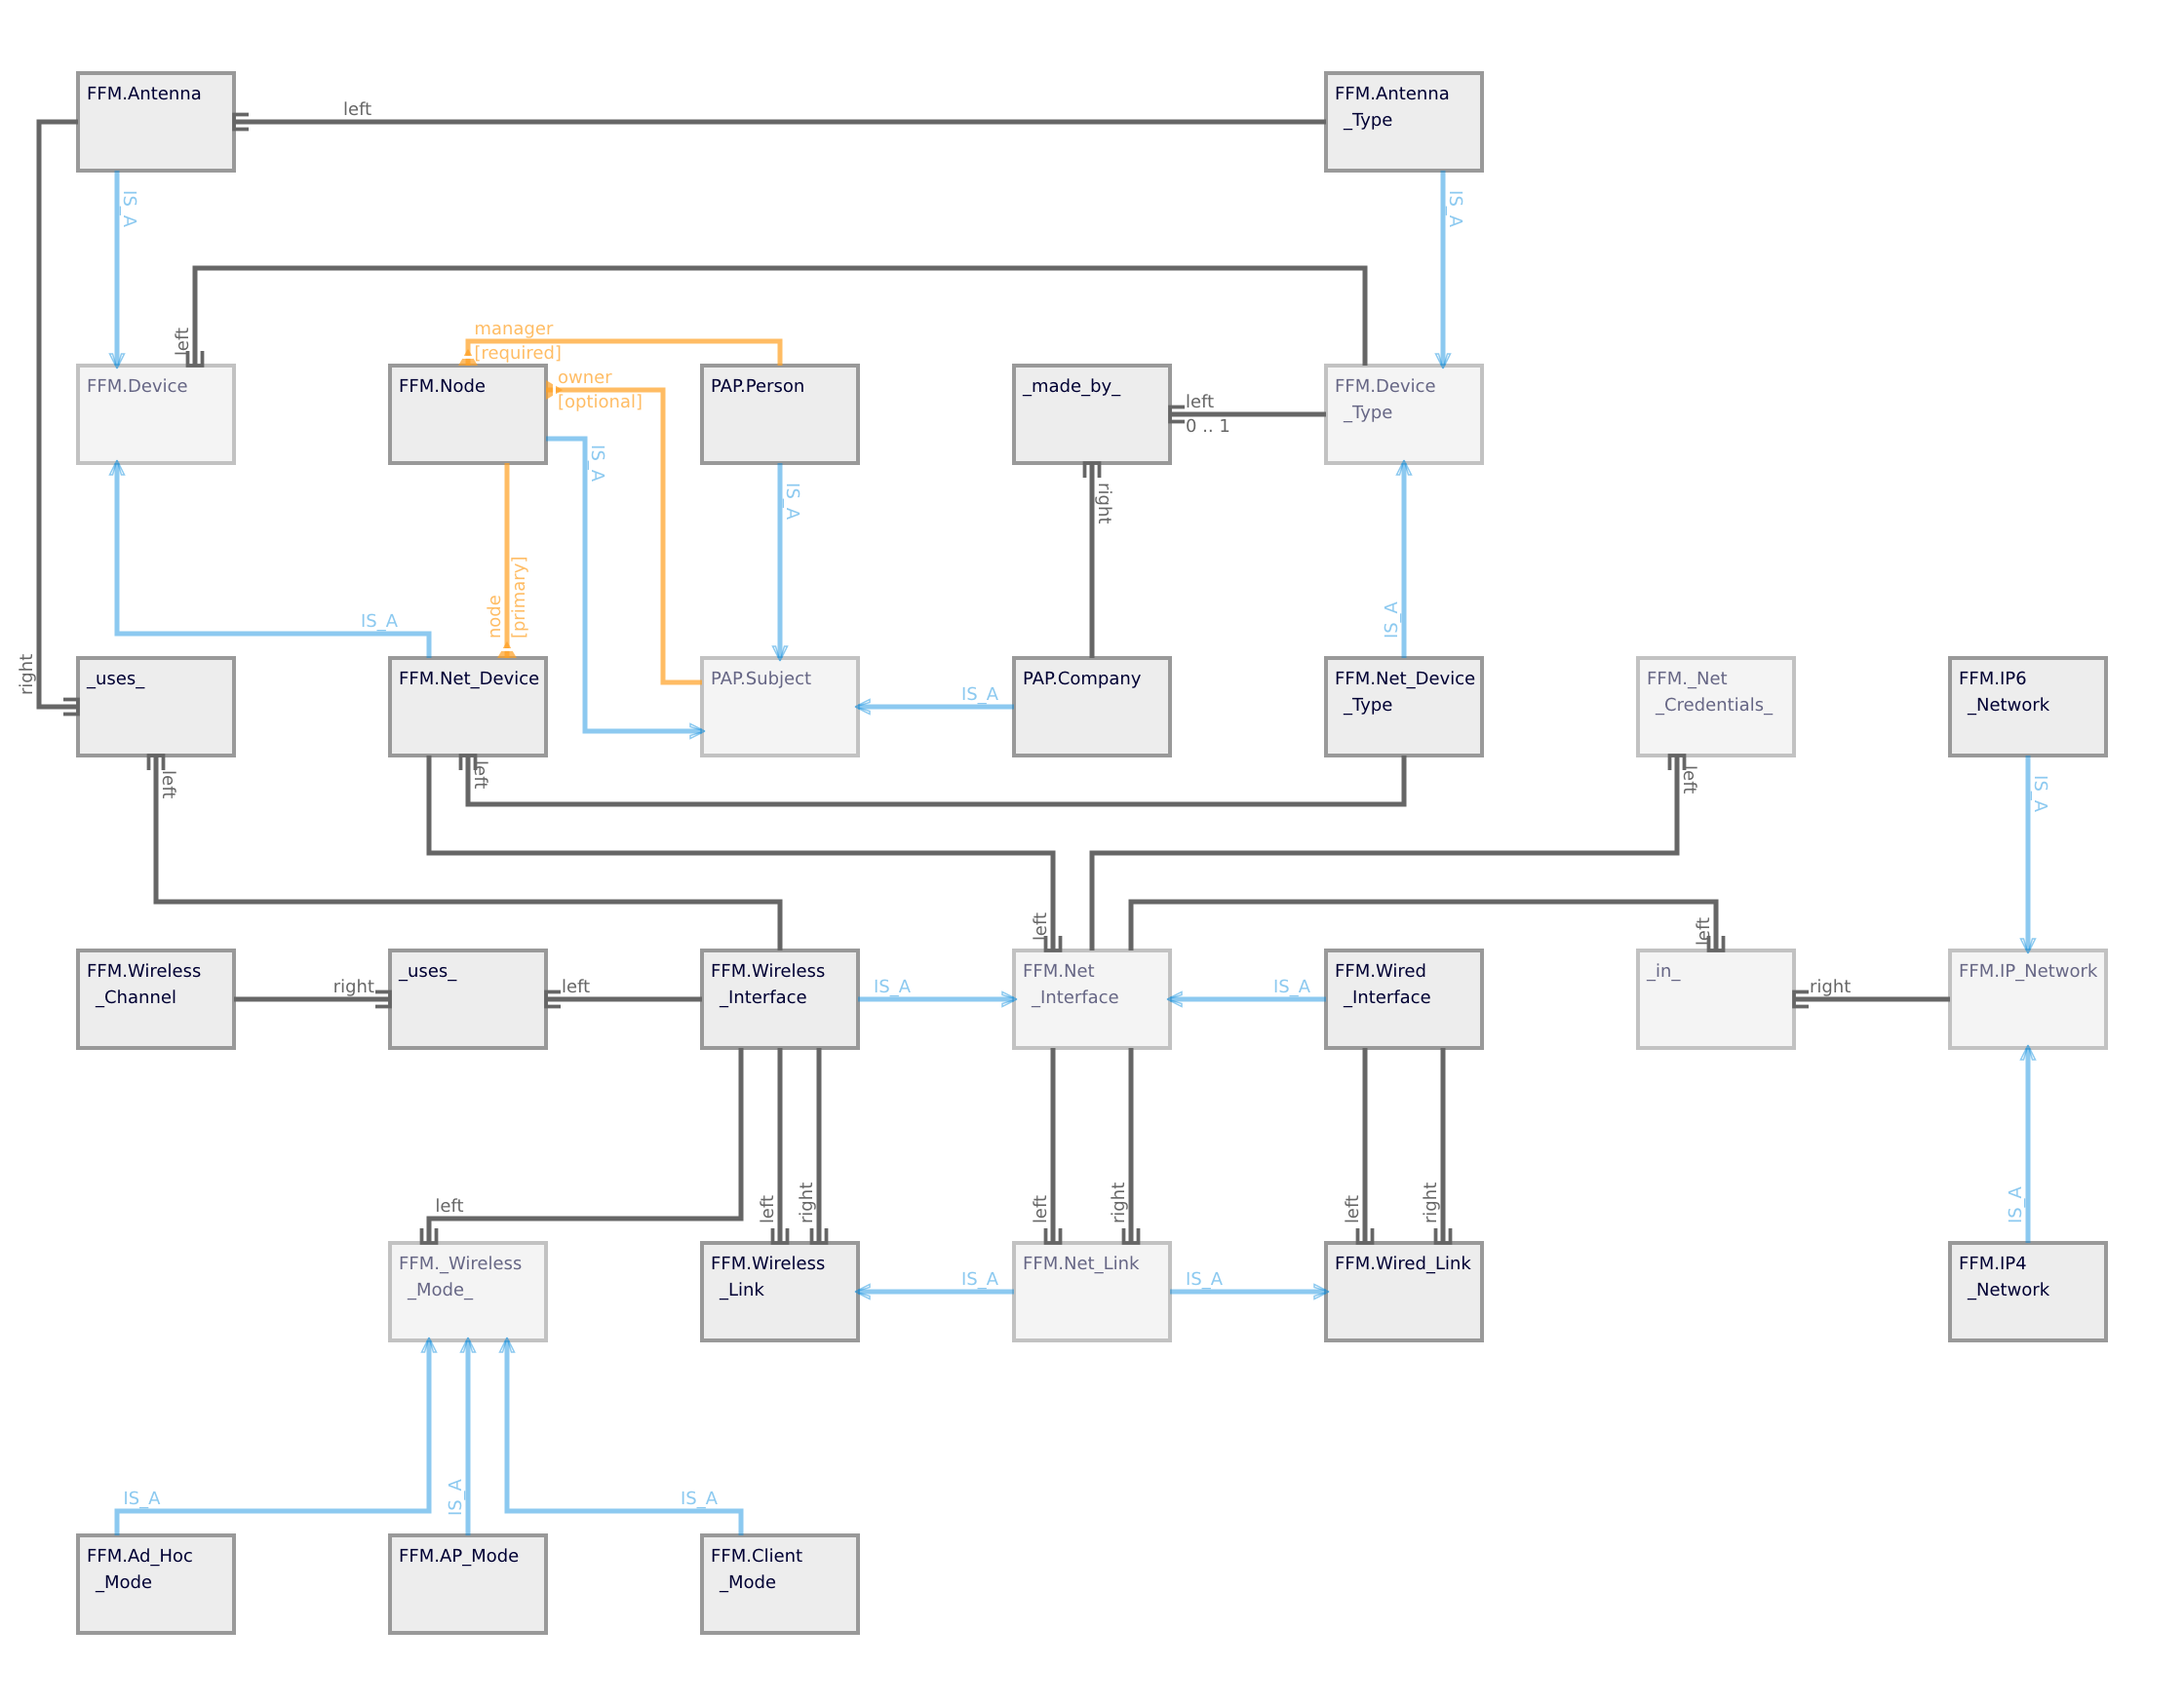 FFM.Antenna
left
FFM.Antenna
_Type
IS_A
IS_A
left
manager
[required]
FFM.Device
FFM.Node
owner
[optional]
PAP.Person
_made_by_
left
0 .. 1
FFM.Device
_Type
IS_A
IS_A
right
node
[primary]
IS_A
IS_A
right
_uses_
FFM.Net_Device
PAP.Subject
IS_A
PAP.Company
FFM.Net_Device
_Type
FFM._Net
_Credentials_
FFM.IP6
_Network
left
left
left
IS_A
left
left
FFM.Wireless
_Channel
right
_uses_
left
FFM.Wireless
_Interface
IS_A
FFM.Net
_Interface
IS_A
FFM.Wired
_Interface
_in_
right
FFM.IP_Network
left
left
right
left
right
left
right
IS_A
FFM._Wireless
_Mode_
FFM.Wireless
_Link
IS_A
FFM.Net_Link
IS_A
FFM.Wired_Link
FFM.IP4
_Network
IS_A
IS_A
IS_A
FFM.Ad_Hoc
_Mode
FFM.AP_Mode
FFM.Client
_Mode